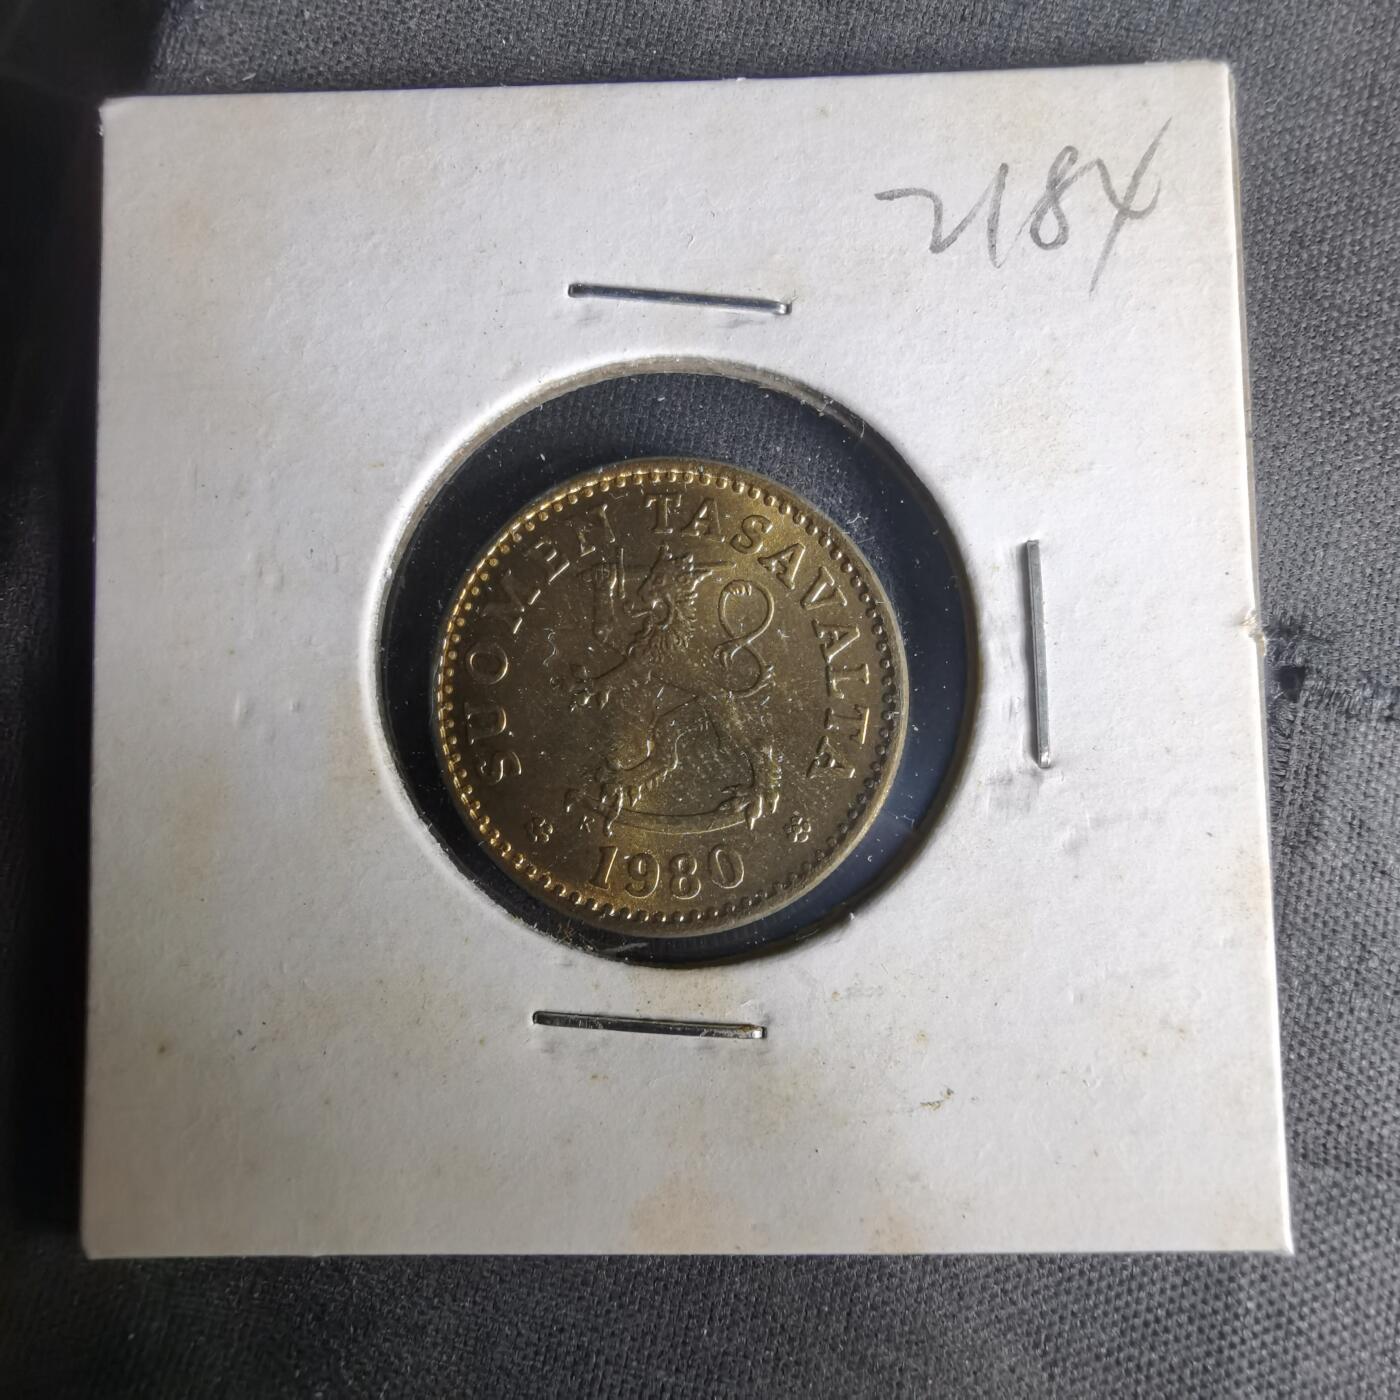 2184
SUOMEN TASAVALTA
K
1980